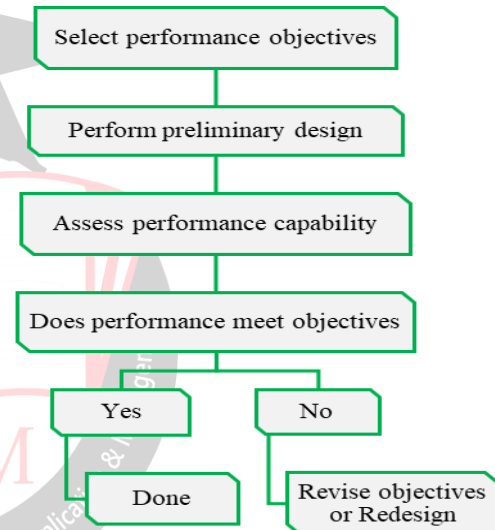 Select performance objectives
Perform preliminary design
Assess performance capability
Does performance meet objectives
Yes
No
Done
Revise objectives
or Redesign